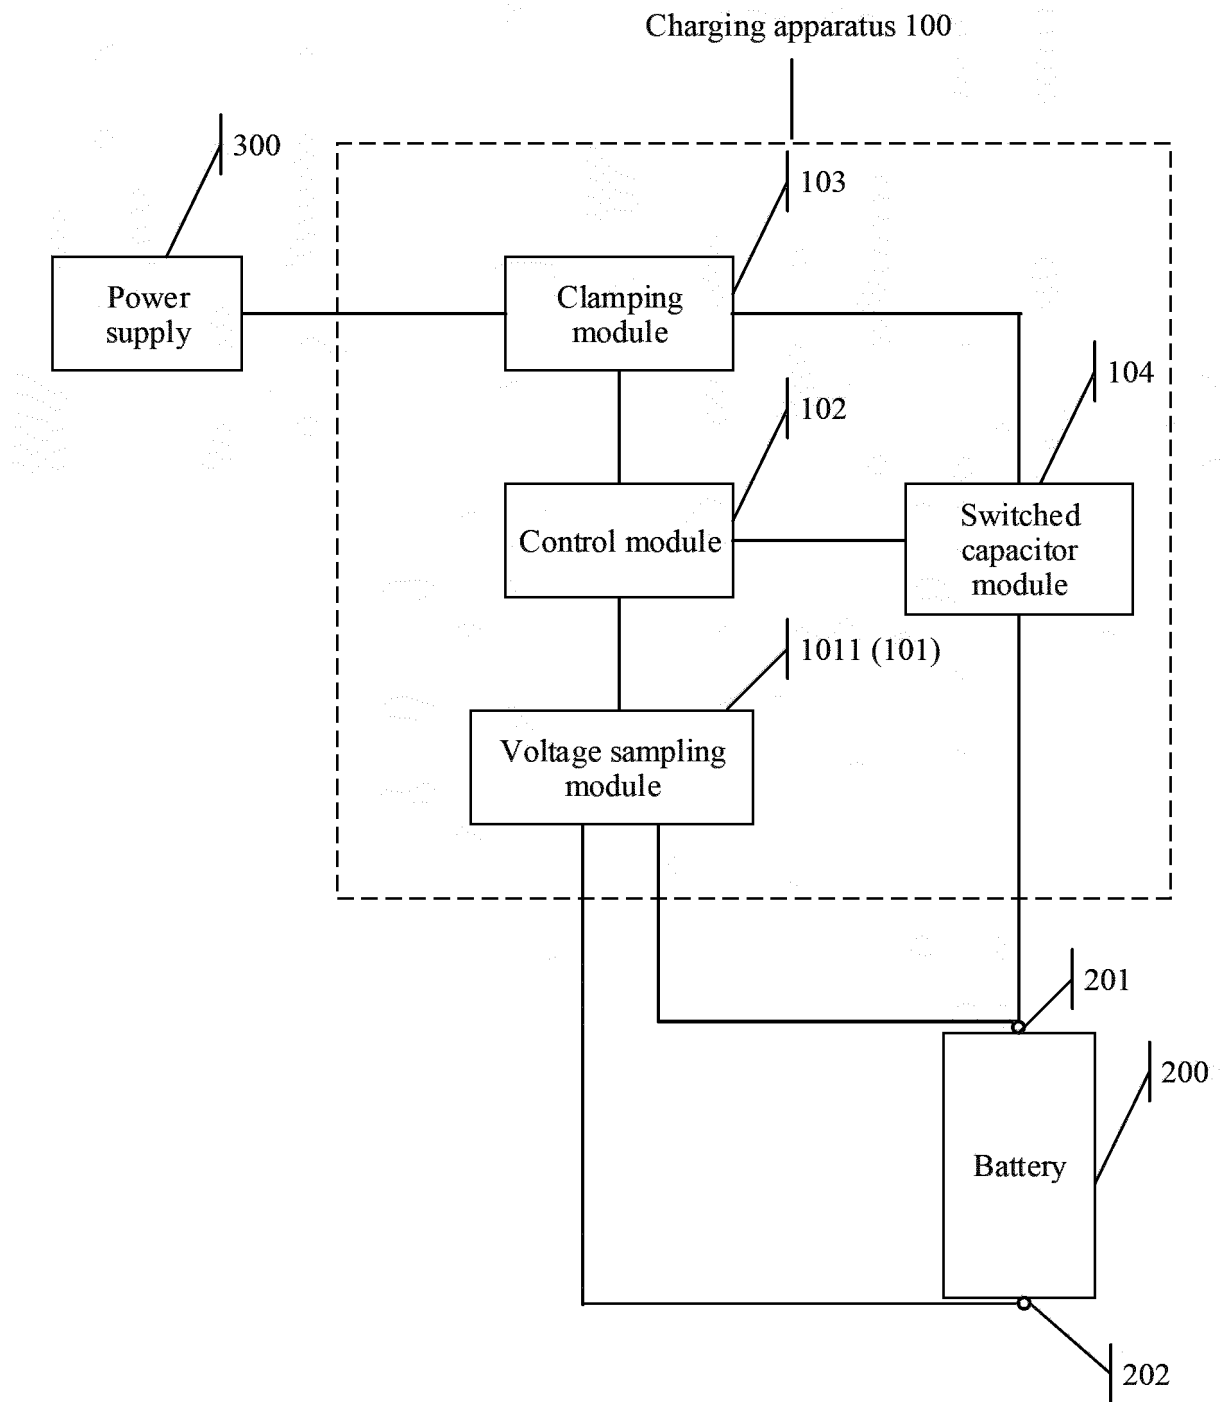 Charging apparatus 100
300
103
Power
supply
Clamping
module
104
102
Control module
Switched
capacitor
module
1011 (101)
Voltage sampling
module
201
200
Battery
202